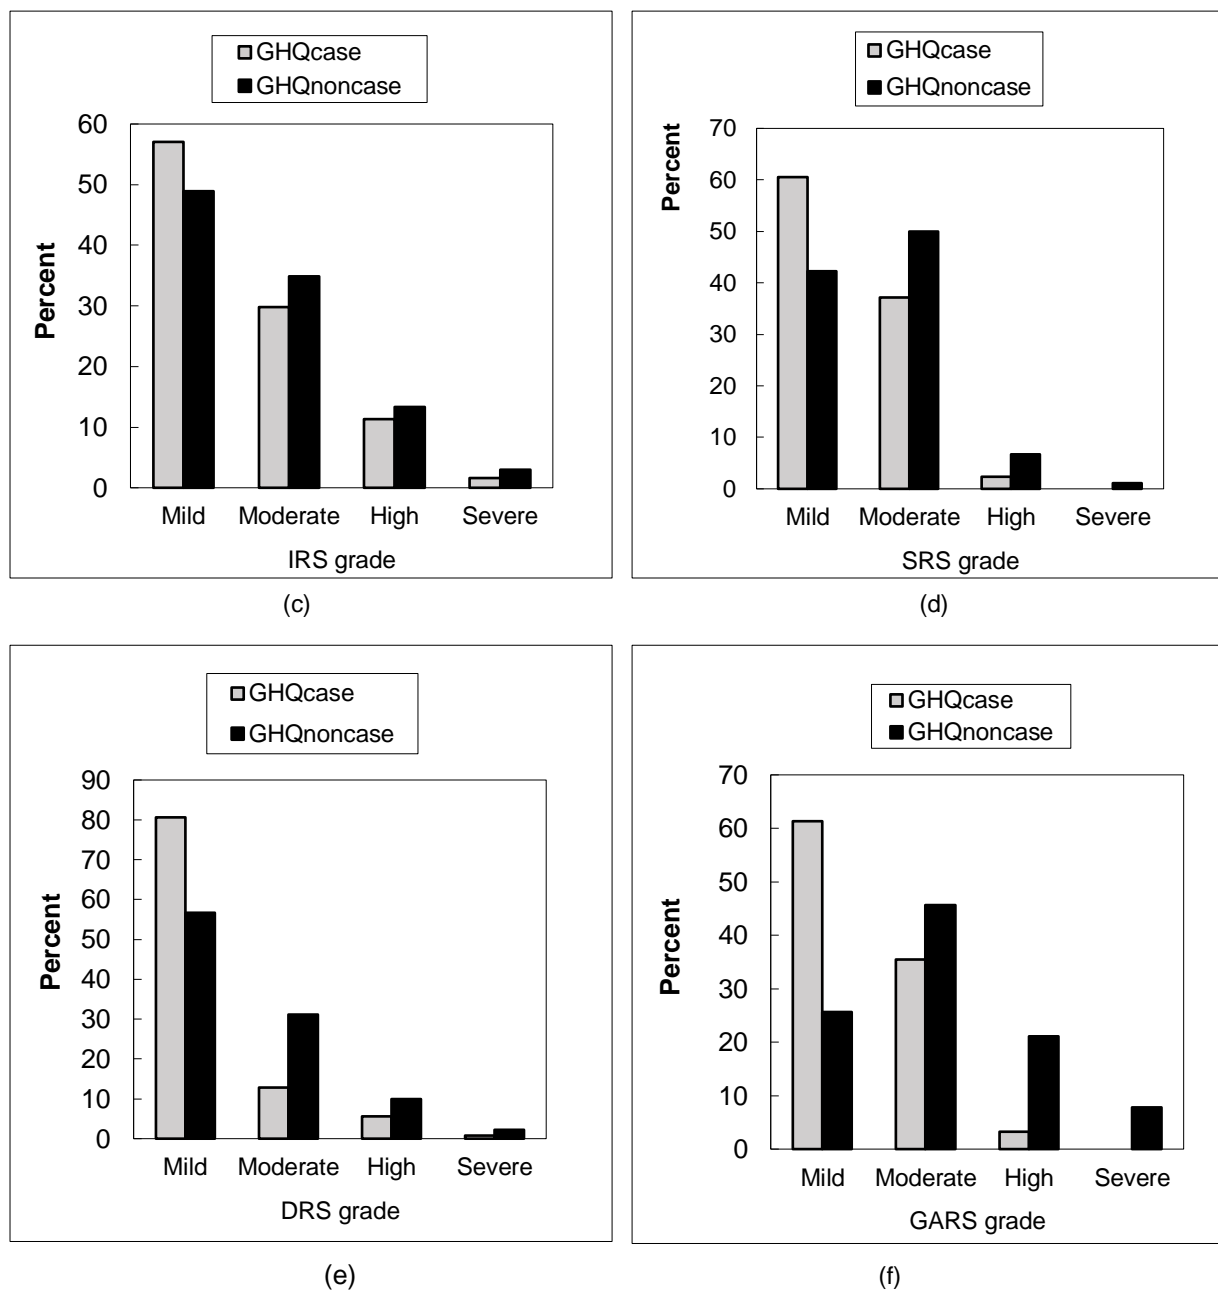 GHQcase
GHQnoncase
Percent
60
50
40
30
20
10
0
Mild Moderate High Severe
IRS grade
(c)
GHQcase
GHQnoncase
Percent
70
60
50
40
30
20
10
0
Mild Moderate High Severe
SRS grade
(d)
GHQcase
GHQnoncase
Percent
90
80
70
60
50
40
30
20
10
0
Mild Moderate High Severe
DRS grade
(e)
GHQcase
GHQnoncase
Percent
70
60
50
40
30
20
10
0
Mild Moderate High Severe
GARS grade
(f)